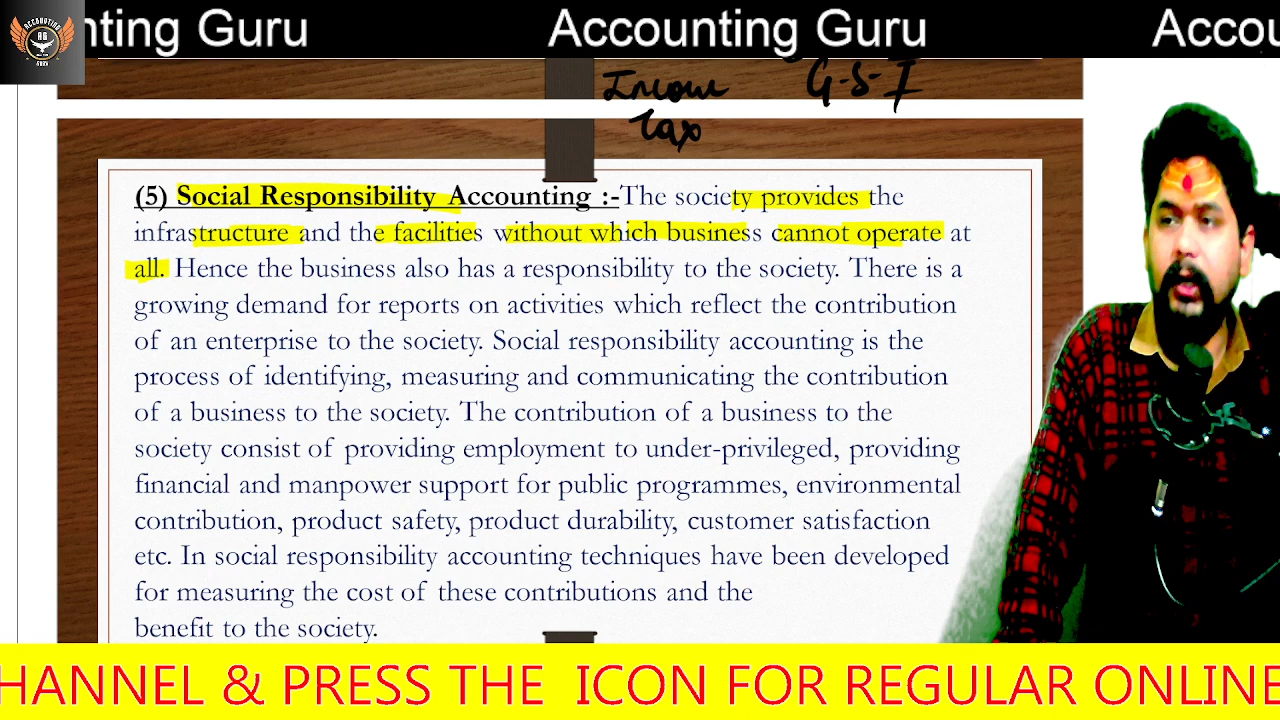 nting Guru Accounting Guru Accou
ACCOUNTING
AG
GURU
Income G-S-T
Tax
(5) Social Responsibility Accounting :-The society provides the
infrastructure and the facilities without which business cannot operate at
all. Hence the business also has a responsibility to the society. There is a
growing demand for reports on activities which reflect the contribution
of an enterprise to the society. Social responsibility accounting is the
process of identifying, measuring and communicating the contribution
of a business to the society. The contribution of a business to the
society consist of providing employment to under-privileged, providing
financial and manpower support for public programmes, environmental
contribution, product safety, product durability, customer satisfaction
etc. In social responsibility accounting techniques have been developed
for measuring the cost of these contributions and the
benefit to the society.
HANNEL & PRESS THE ICON FOR REGULAR ONLINE